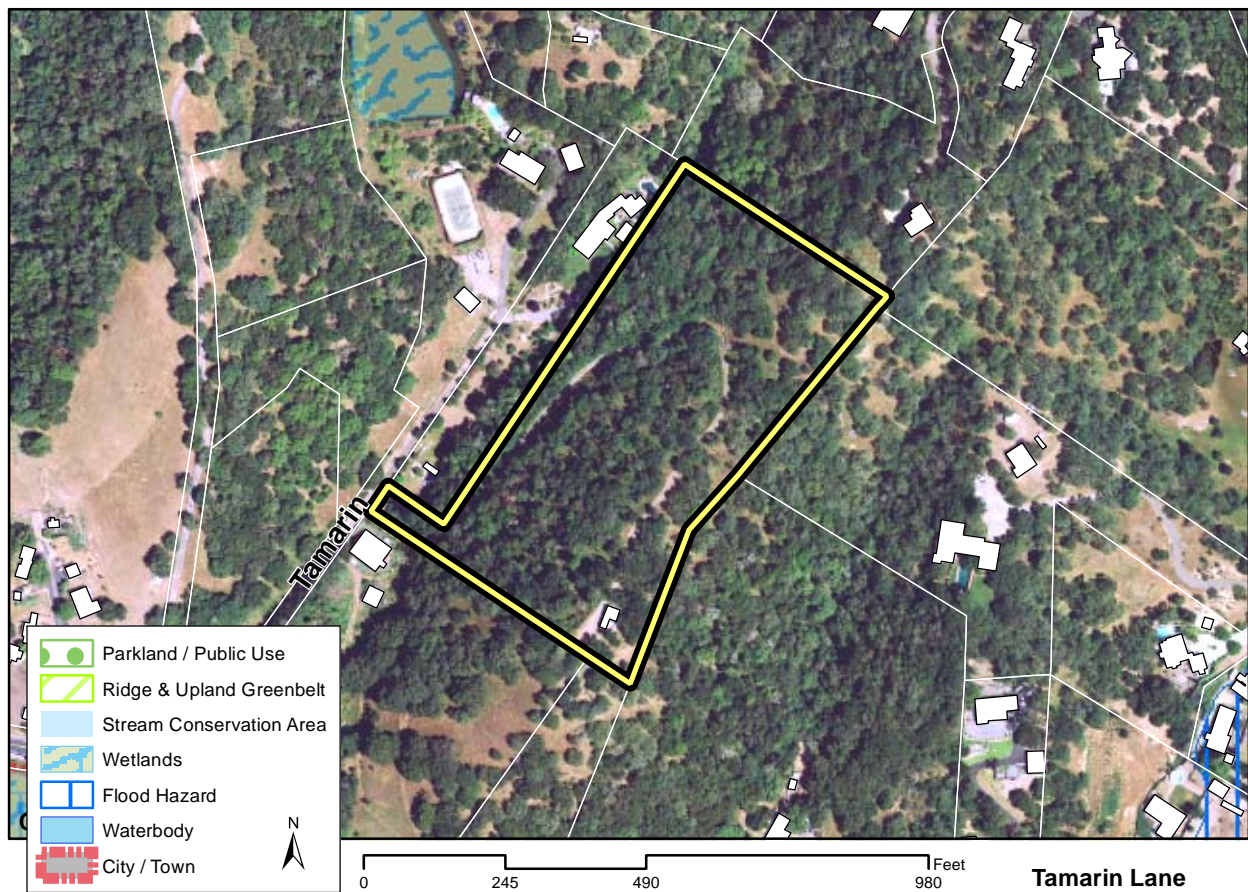 Tamarin
Parkland / Public Use
Ridge & Upland Greenbelt
Stream Conservation Area
Wetlands
Flood Hazard
Waterbody
City / Town
N
Feet
0 245 490 980
Tamarin Lane